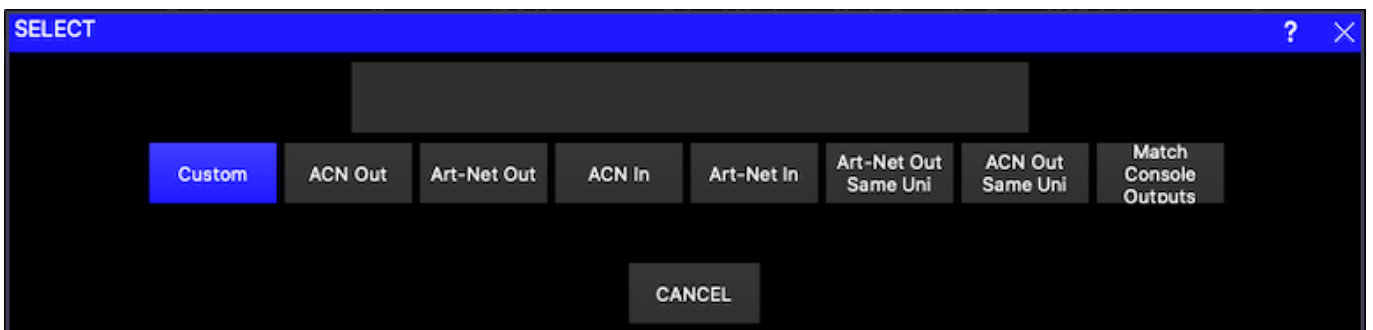 SELECT ? ×
Custom ACN Out Art-Net Out ACN In Art-Net In Art-Net Out Same Uni ACN Out Same Uni Match Console Outputs
CANCEL